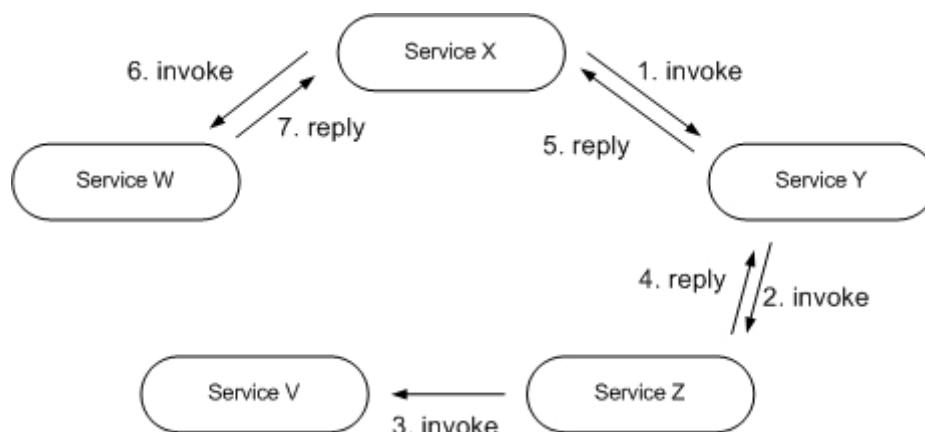 Service X
6. invoke
1. invoke
7. reply
5. reply
Service W
Service Y
4. reply
2. invoke
Service V
Service Z
3. invoke